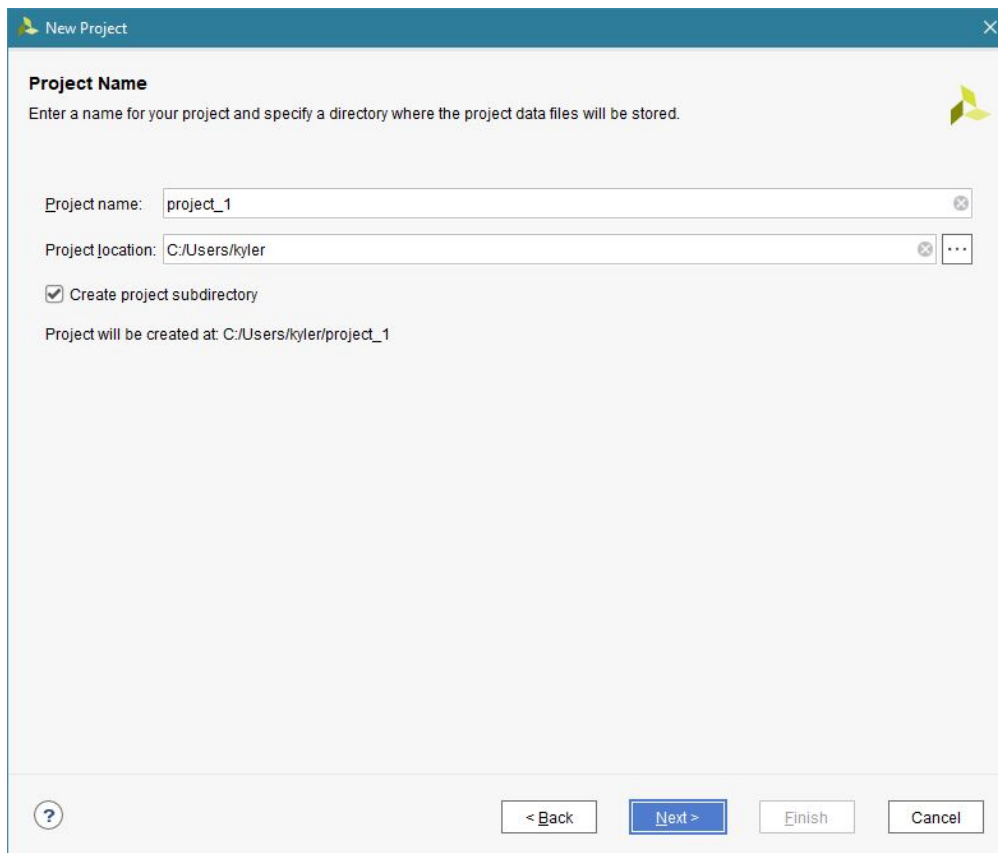 New Project
Project Name
Enter a name for your project and specify a directory where the project data files will be stored.
Project name: project_1
Project location: C:/Users/kyler ...
Create project subdirectory
Project will be created at: C:/Users/kyler/project_1
? < Back Next > Finish Cancel